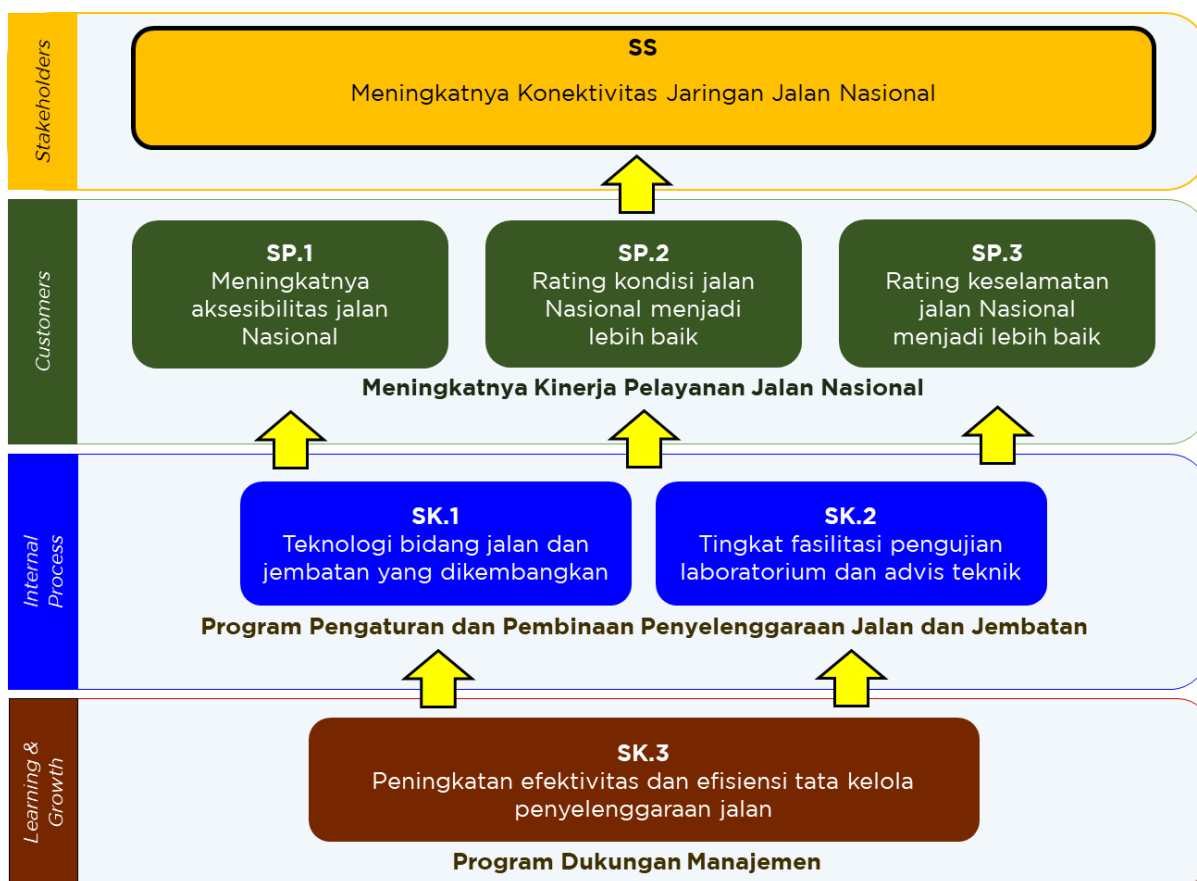 Stakeholders
SS
Meningkatnya Konektivitas Jaringan Jalan Nasional
Customers
SP.1
Meningkatnya
aksesibilitas jalan
Nasional
SP.2
Rating kondisi jalan
Nasional menjadi
lebih baik
SP.3
Rating keselamatan
jalan Nasional
menjadi lebih baik
Meningkatnya Kinerja Pelayanan Jalan Nasional
Internal
Process
SK.1
Teknologi bidang jalan dan
jembatan yang dikembangkan
SK.2
Tingkat fasilitasi pengujian
laboratorium dan advis teknik
Program Pengaturan dan Pembinaan Penyelenggaraan Jalan dan Jembatan
Learning &
Growth
SK.3
Peningkatan efektivitas dan efisiensi tata kelola
penyelenggaraan jalan
Program Dukungan Manajemen